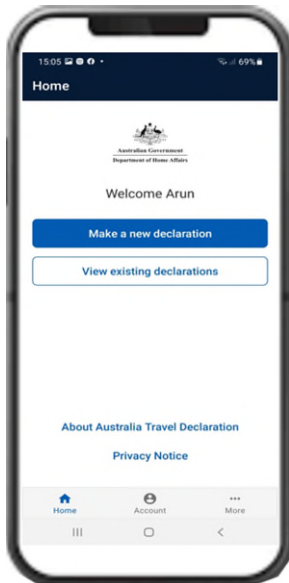 15:05
69%
Home
Australian Government
Department of Home Affairs
Welcome Arun
Make a new declaration
View existing declarations
About Australia Travel Declaration
Privacy Notice
Home Account More